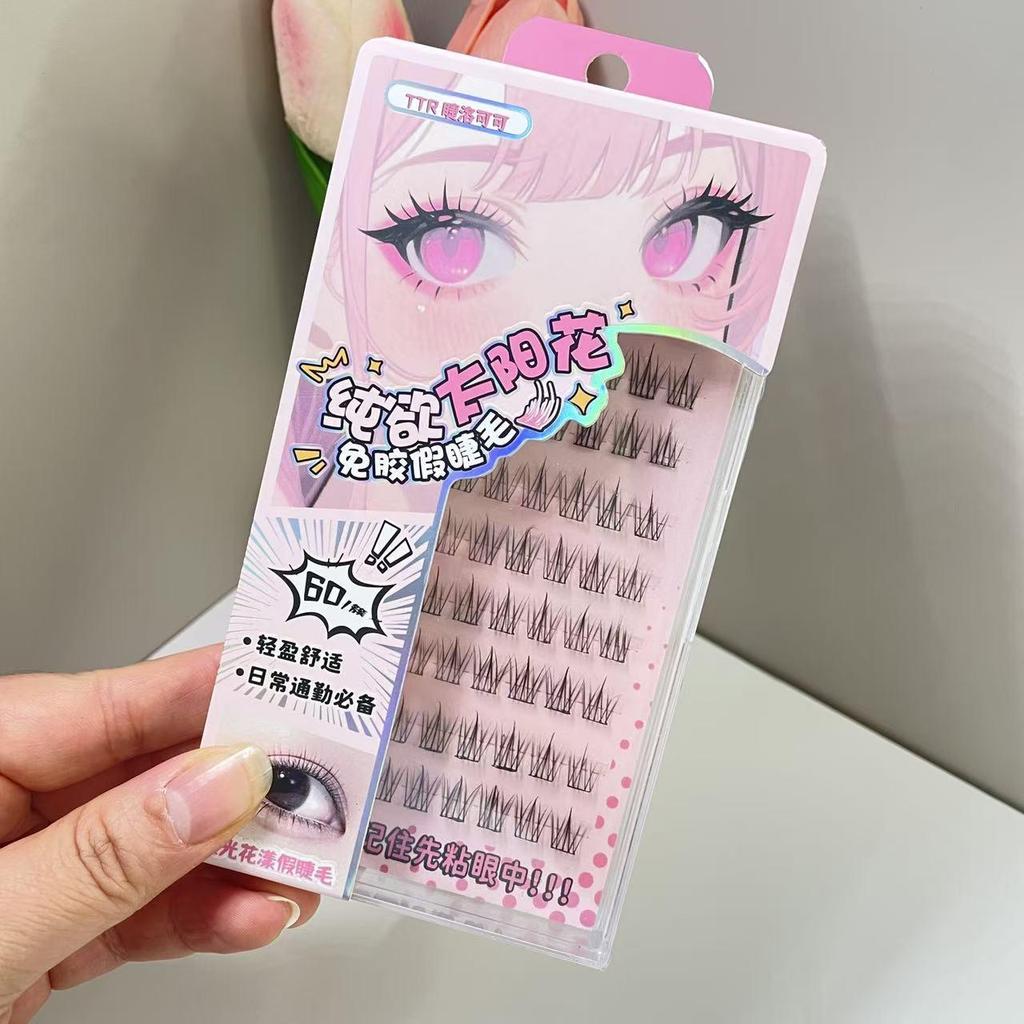 TTR 睫洛可可
纯欲太阳花
免胶假睫毛
60/簇
!!
•轻盈舒适
•日常通勤必备
光花漾假睫毛
记住先粘眼中!!!